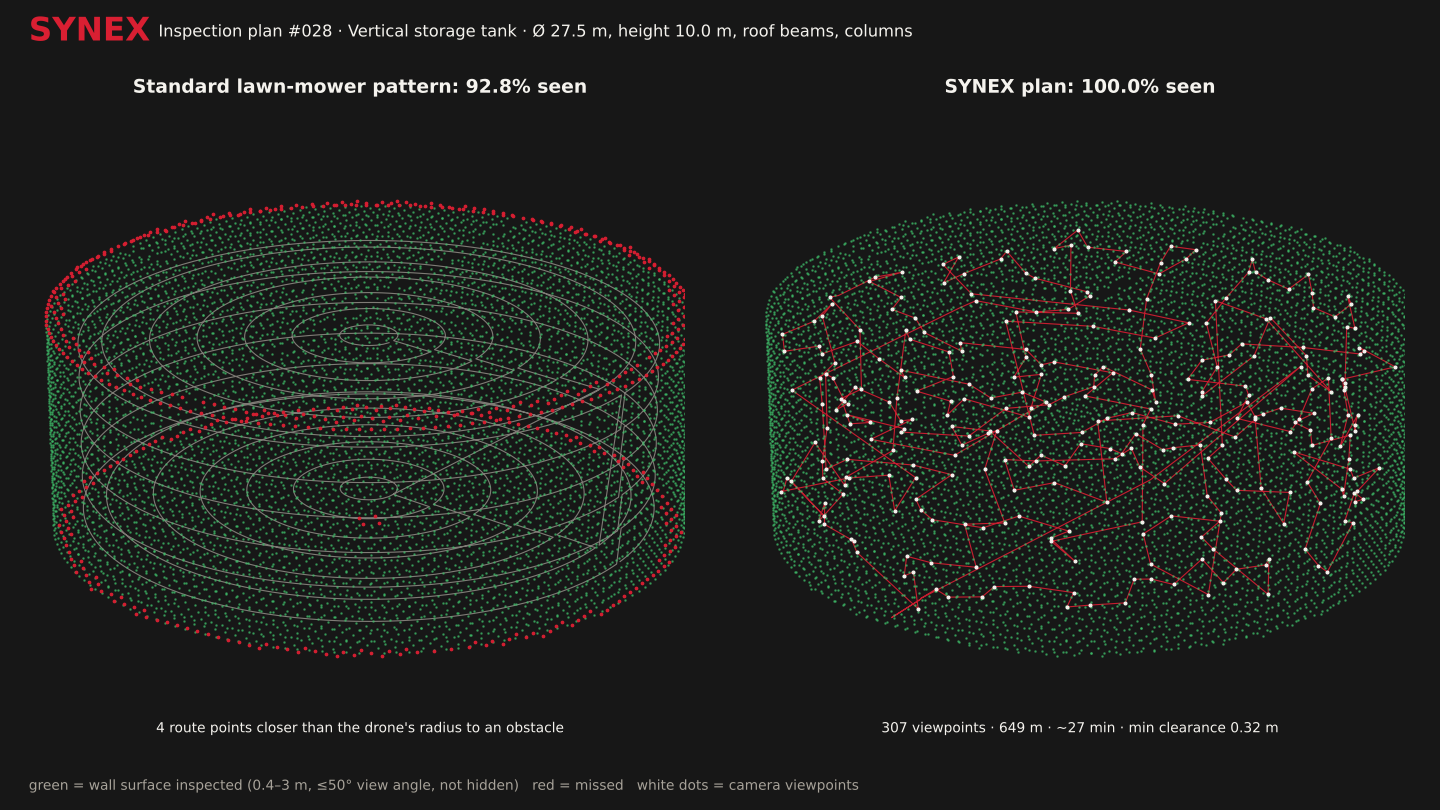 SYNEX Inspection plan #028 · Vertical storage tank · Ø 27.5 m, height 10.0 m, roof beams, columns
Standard lawn-mower pattern: 92.8% seen
SYNEX plan: 100.0% seen
4 route points closer than the drone's radius to an obstacle
307 viewpoints · 649 m · ~27 min · min clearance 0.32 m
green = wall surface inspected (0.4–3 m, ≤50° view angle, not hidden)   red = missed   white dots = camera viewpoints